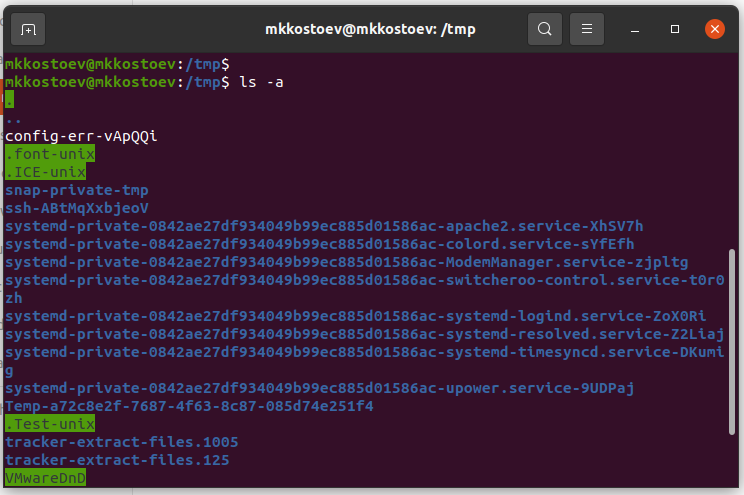 mkkostoev@mkkostoev: /tmp
mkkostoev@mkkostoev:/tmp$
mkkostoev@mkkostoev:/tmp$ ls -a
.
..
config-err-vApQQi
.font-unix
.ICE-unix
snap-private-tmp
ssh-ABtMqXxbjeoV
systemd-private-0842ae27df934049b99ec885d01586ac-apache2.service-XhSV7h
systemd-private-0842ae27df934049b99ec885d01586ac-colord.service-sYfEfh
systemd-private-0842ae27df934049b99ec885d01586ac-ModemManager.service-zjpltg
systemd-private-0842ae27df934049b99ec885d01586ac-switcheroo-control.service-t0r0
zh
systemd-private-0842ae27df934049b99ec885d01586ac-systemd-logind.service-ZoX0Ri
systemd-private-0842ae27df934049b99ec885d01586ac-systemd-resolved.service-Z2Liaj
systemd-private-0842ae27df934049b99ec885d01586ac-systemd-timesyncd.service-DKumi
g
systemd-private-0842ae27df934049b99ec885d01586ac-upower.service-9UDPaj
Temp-a72c8e2f-7687-4f63-8c87-085d74e251f4
.Test-unix
tracker-extract-files.1005
tracker-extract-files.125
VMwareDnD